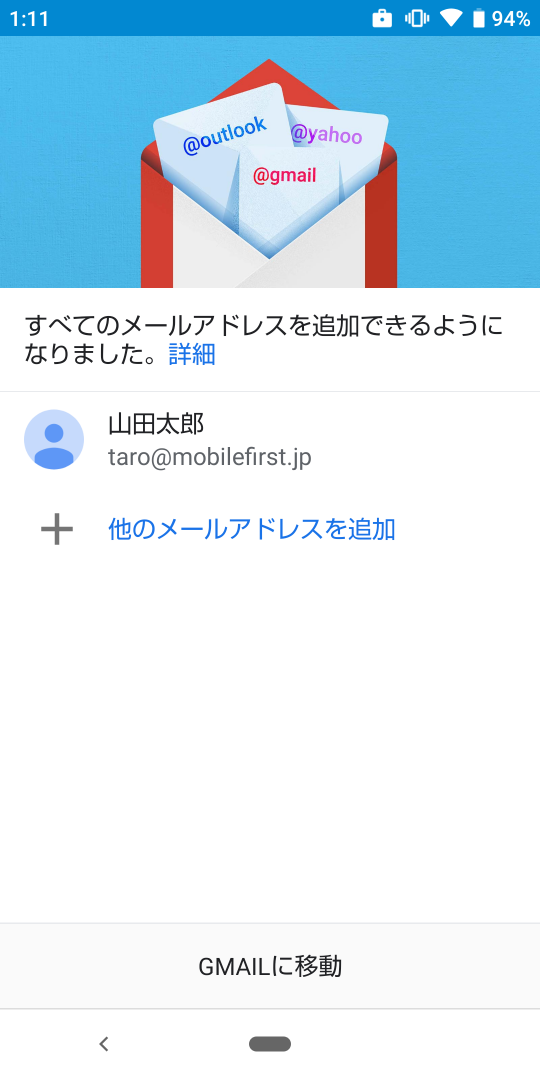 1:11
94%
@outlook
@yahoo
@gmail
すべてのメールアドレスを追加できるように
なりました。詳細
山田太郎
taro@mobilefirst.jp
他のメールアドレスを追加
GMAILに移動